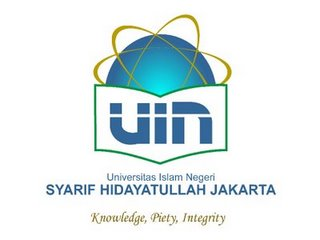 uin
Universitas Islam Negeri
SYARIF HIDAYATULLAH JAKARTA
Knowledge, Piety, Integrity